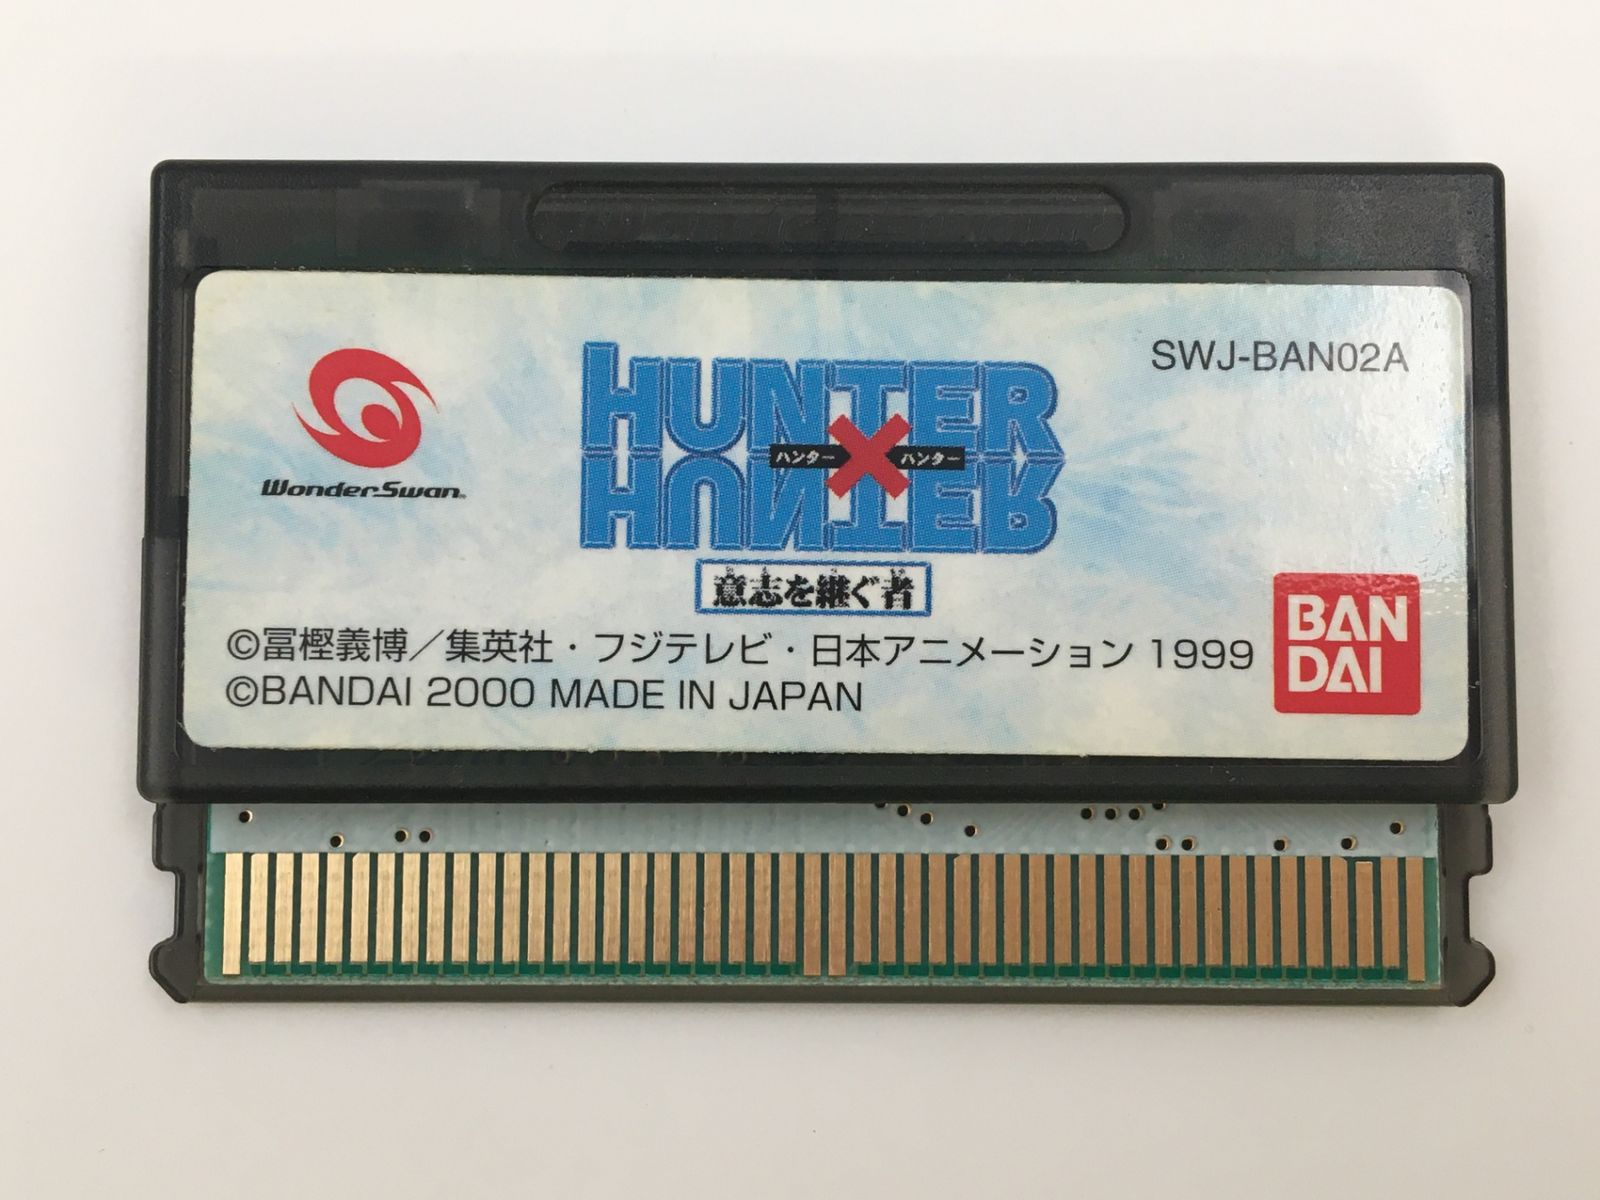 SWJ-BAN02A
WonderSwan
HUNTER
ハンター×ハンター
HUNTER
意志を継ぐ者
©冨樫義博／集英社・フジテレビ・日本アニメーション 1999
©BANDAI 2000 MADE IN JAPAN
BAN
DAI